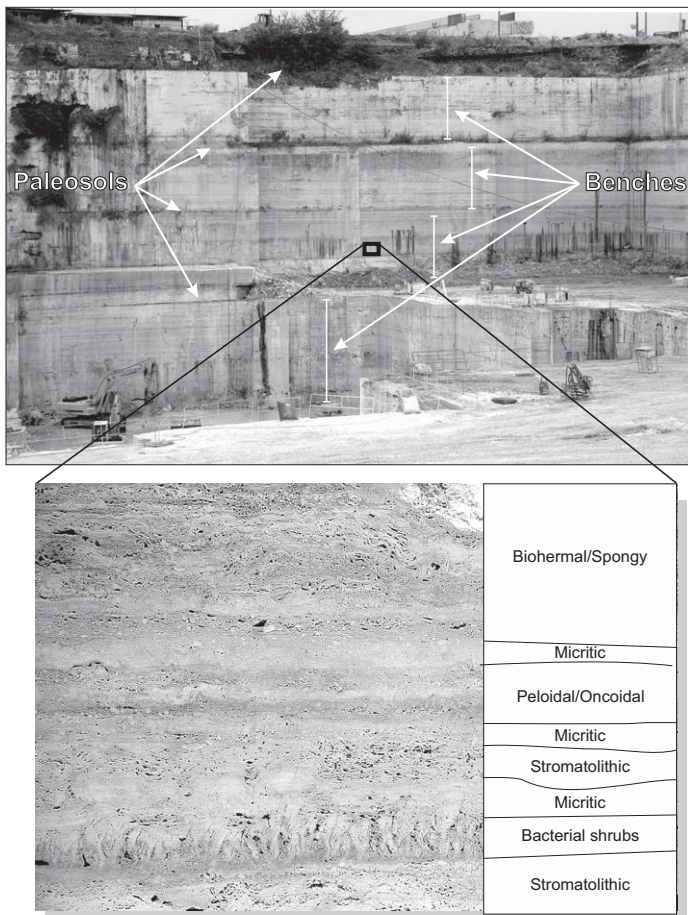 Paleosols
Benches
Biohermal/Spongy
Micritic
Peloidal/Oncoidal
Micritic
Stromatolithic
Micritic
Bacterial shrubs
Stromatolithic